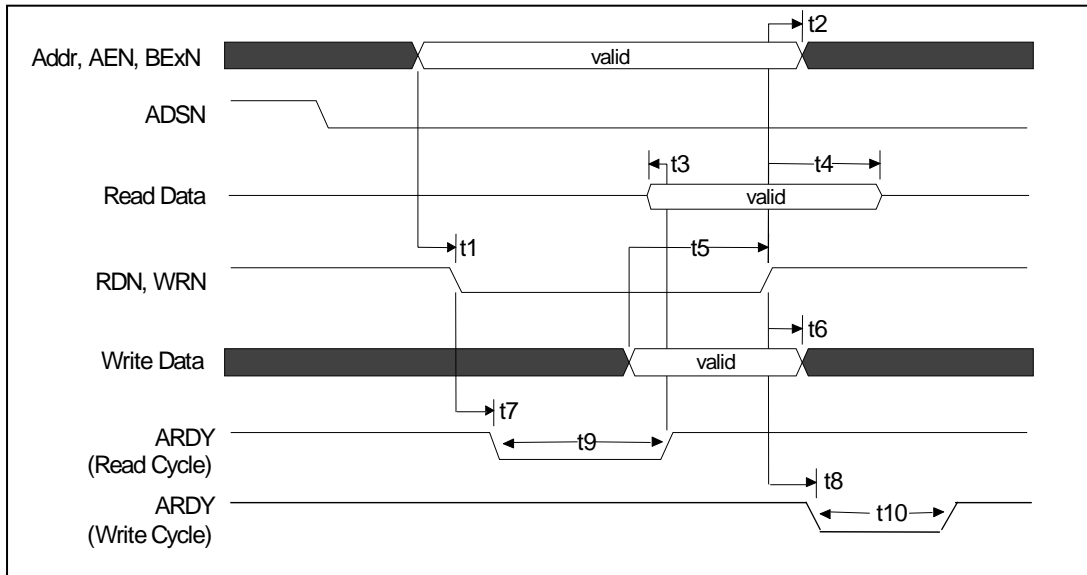 t2
Addr, AEN, BExN
valid
ADSN
t3
t4
Read Data
valid
t1
t5
RDN, WRN
t6
Write Data
valid
t7
ARDY
(Read Cycle)
t9
t8
ARDY
(Write Cycle)
t10